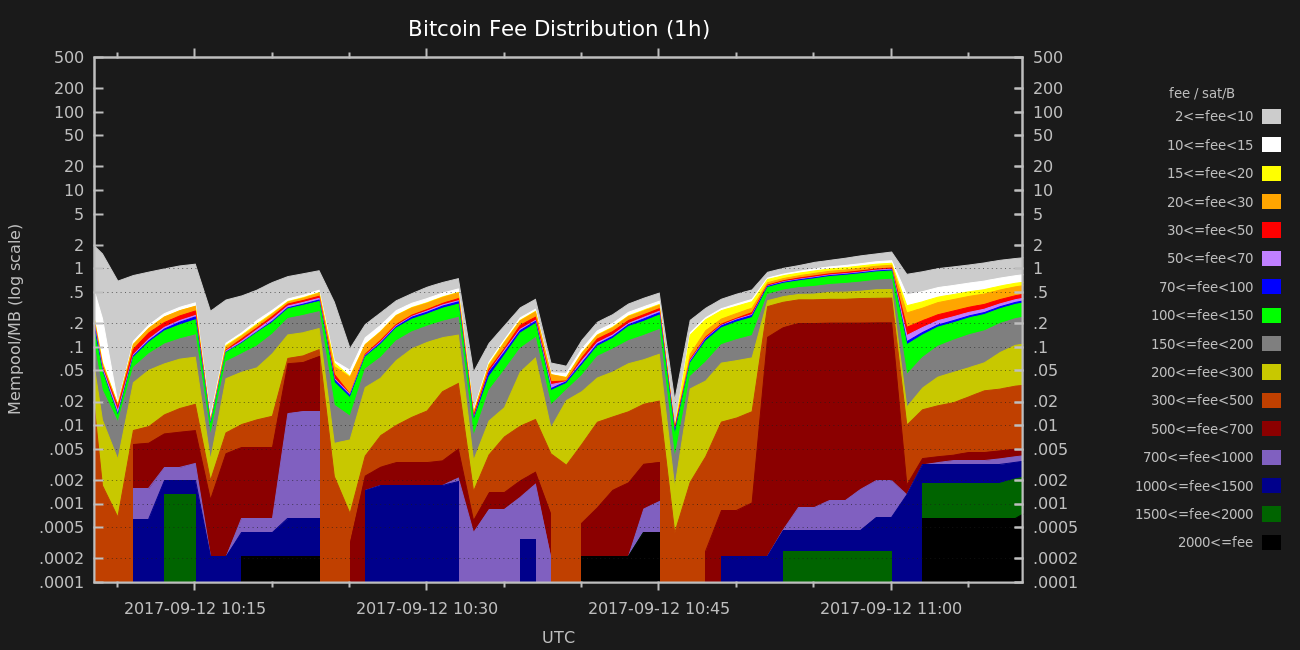 Bitcoin Fee Distribution (1h)
Mempool/MB (log scale)
500
200
100
50
20
10
5
2
1
.5
.2
.1
.05
.02
.01
.005
.002
.001
.0005
.0002
.0001
500
200
100
50
20
10
5
2
1
.5
.2
.1
.05
.02
.01
.005
.002
.001
.0005
.0002
.0001
2017-09-12 10:15
2017-09-12 10:30
2017-09-12 10:45
2017-09-12 11:00
UTC
fee / sat/B
2<=fee<10
10<=fee<15
15<=fee<20
20<=fee<30
30<=fee<50
50<=fee<70
70<=fee<100
100<=fee<150
150<=fee<200
200<=fee<300
300<=fee<500
500<=fee<700
700<=fee<1000
1000<=fee<1500
1500<=fee<2000
2000<=fee